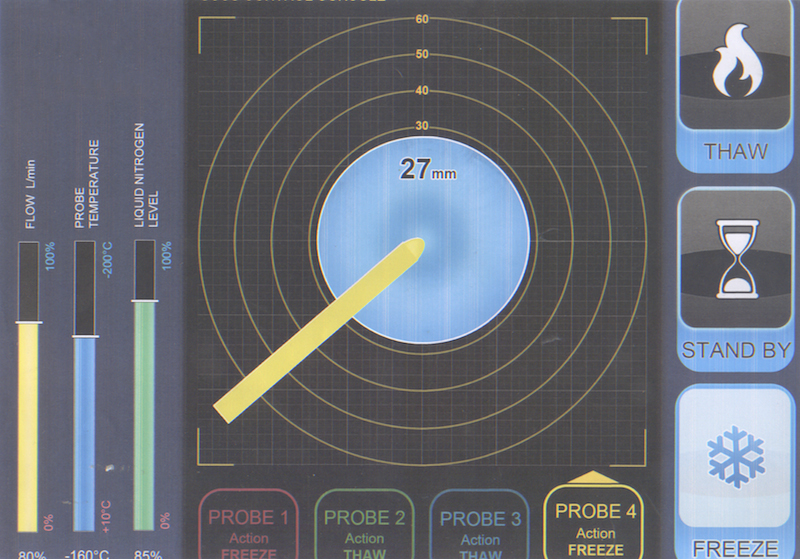 60
50
40
30
27 mm
FLOW L/min
PROBE
TEMPERATURE
LIQUID NITROGEN
LEVEL
100%
-200°C
100%
0%
+10°C
0%
80%
-160°C
85%
THAW
STAND BY
FREEZE
PROBE 1
Action
FREEZE
PROBE 2
Action
THAW
PROBE 3
Action
THAW
PROBE 4
Action
FREEZE